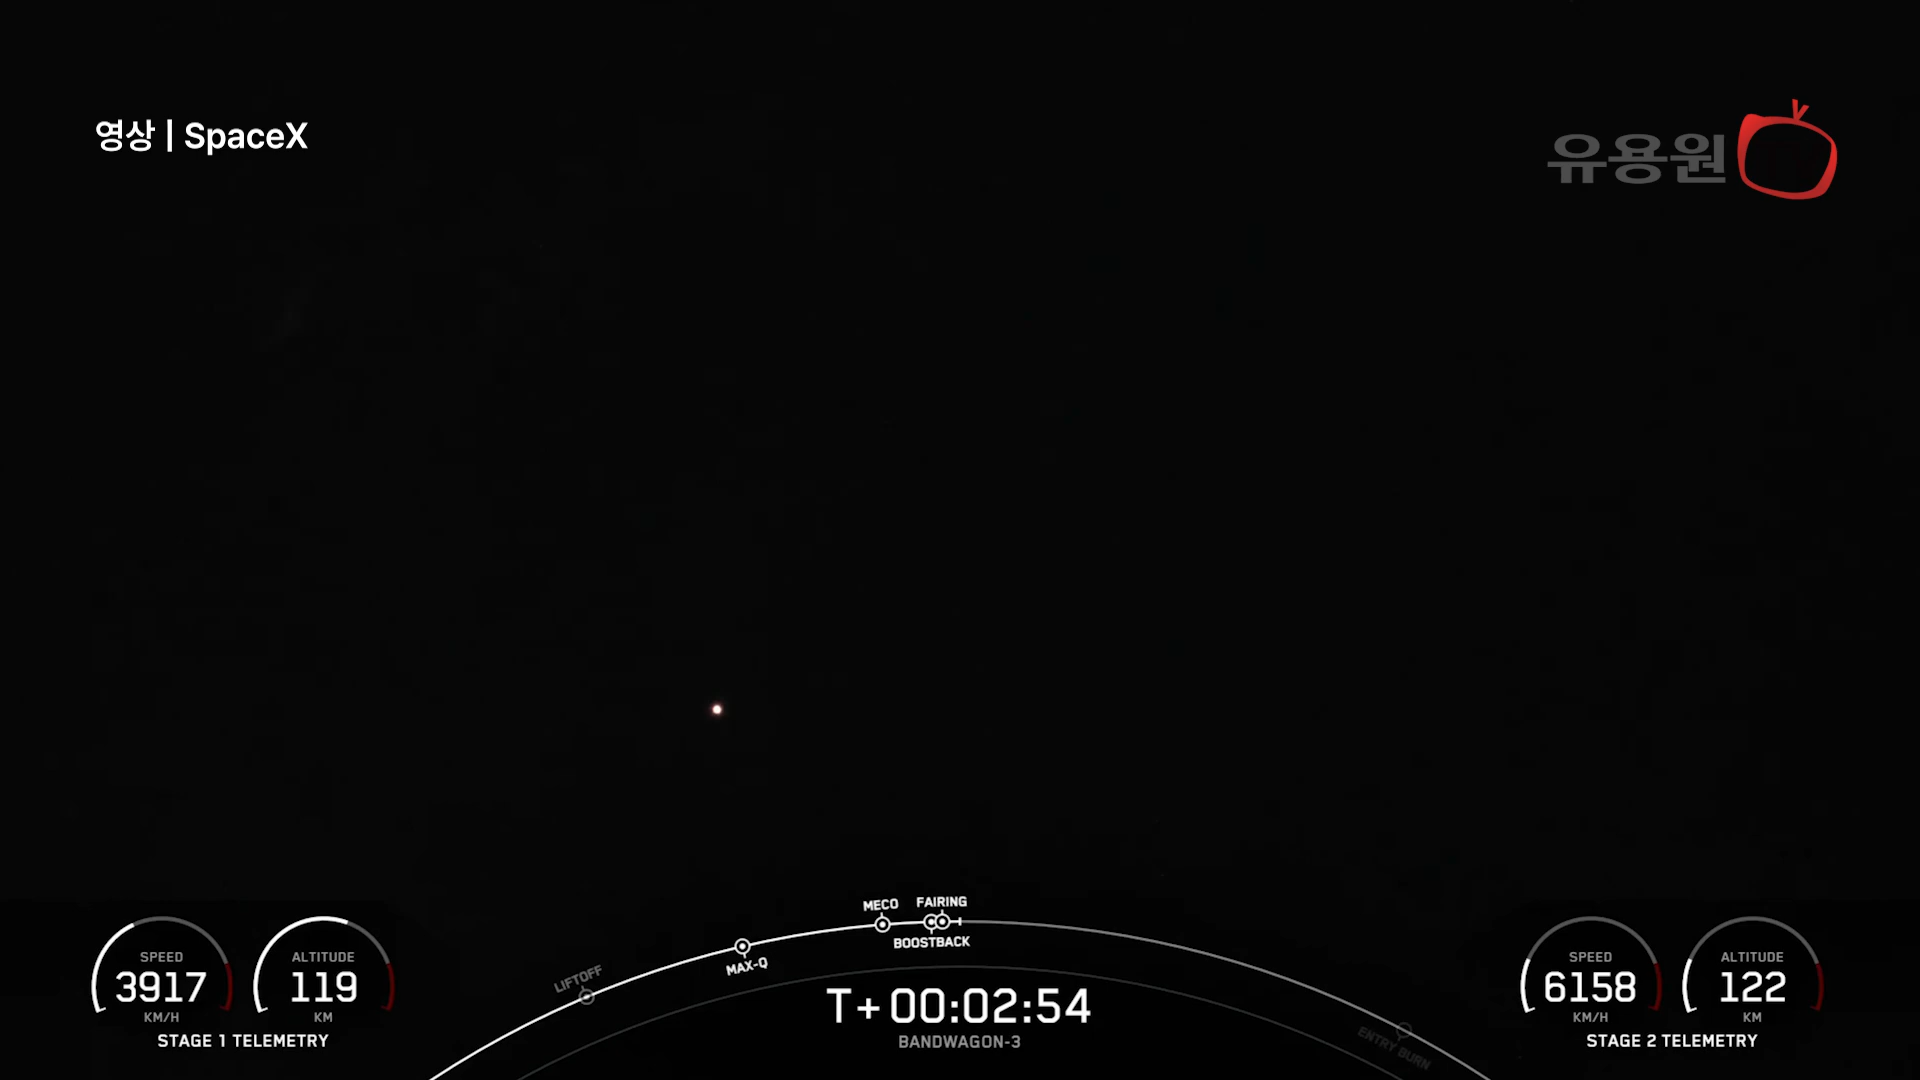 영상 | SpaceX
유용원
MECO
FAIRING
BOOSTBACK
MAX-Q
LIFTOFF
ENTRY BURN
SPEED
3917
KM/H
ALTITUDE
119
KM
STAGE 1 TELEMETRY
T+00:02:54
BANDWAGON-3
SPEED
6158
KM/H
ALTITUDE
122
KM
STAGE 2 TELEMETRY